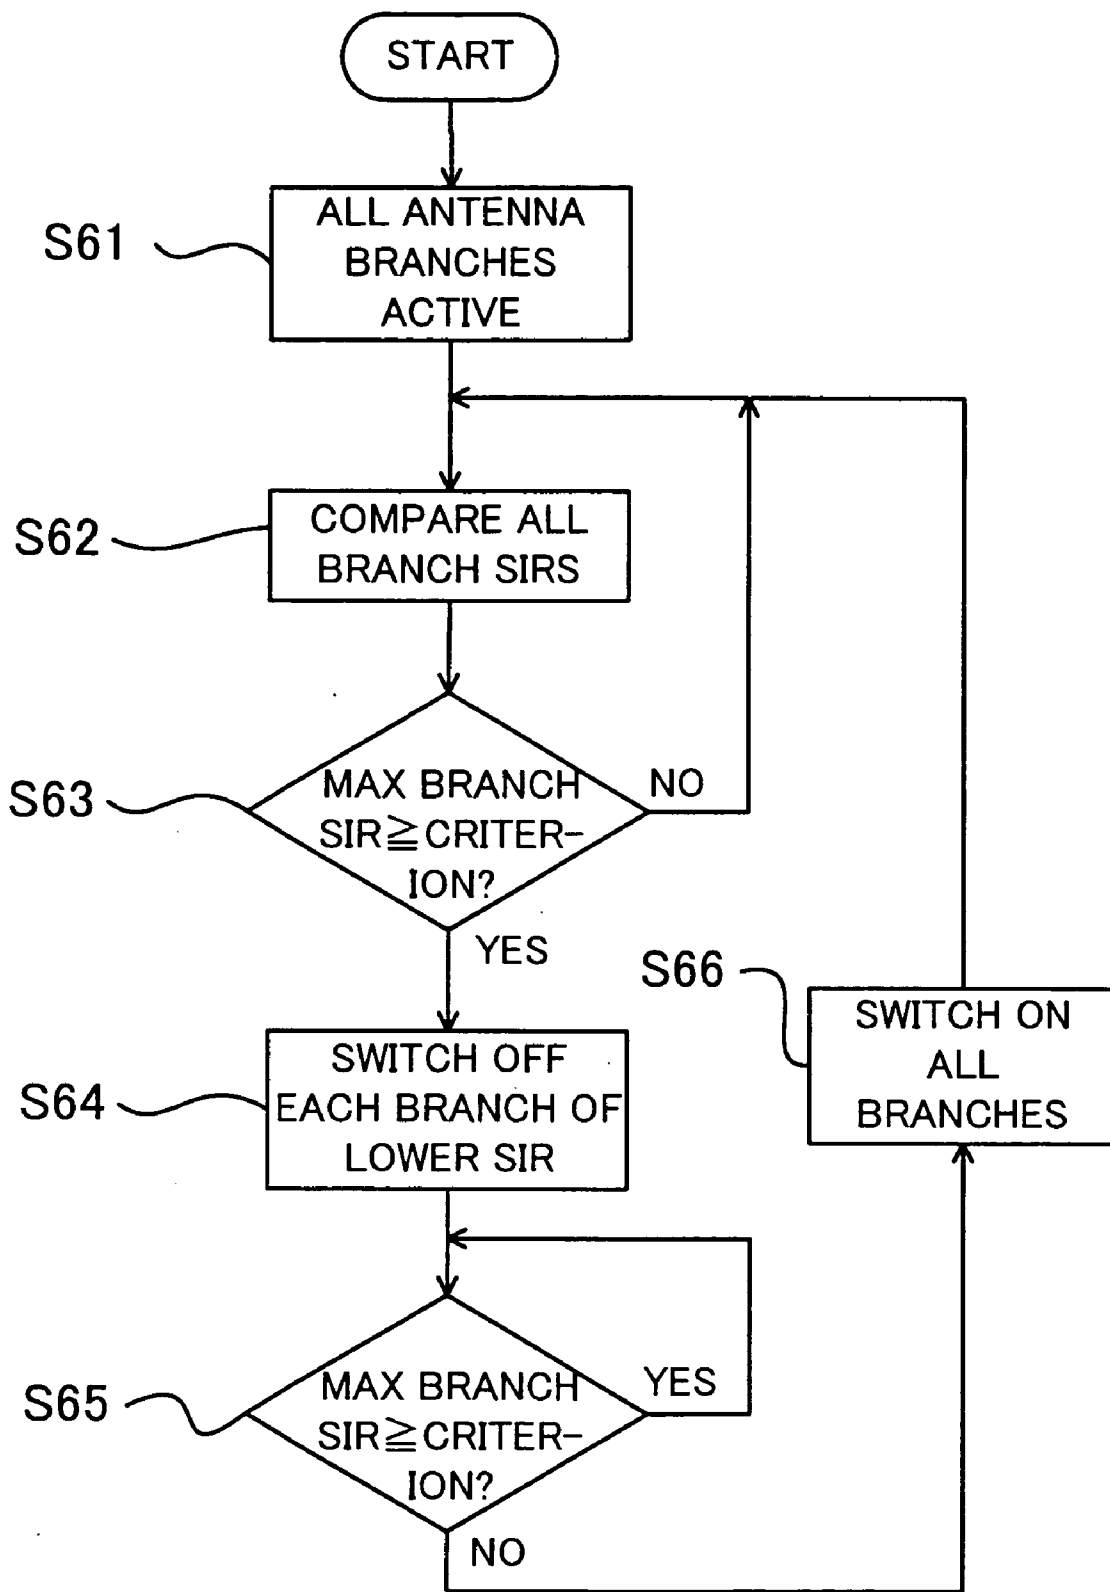 START
S61
ALL ANTENNA
BRANCHES
ACTIVE
S62
COMPARE ALL
BRANCH SIRS
S63
MAX BRANCH
SIR≧CRITER-
ION?
NO
YES
S64
SWITCH OFF
EACH BRANCH OF
LOWER SIR
S66
SWITCH ON
ALL
BRANCHES
S65
MAX BRANCH
SIR≧CRITER-
ION?
YES
NO